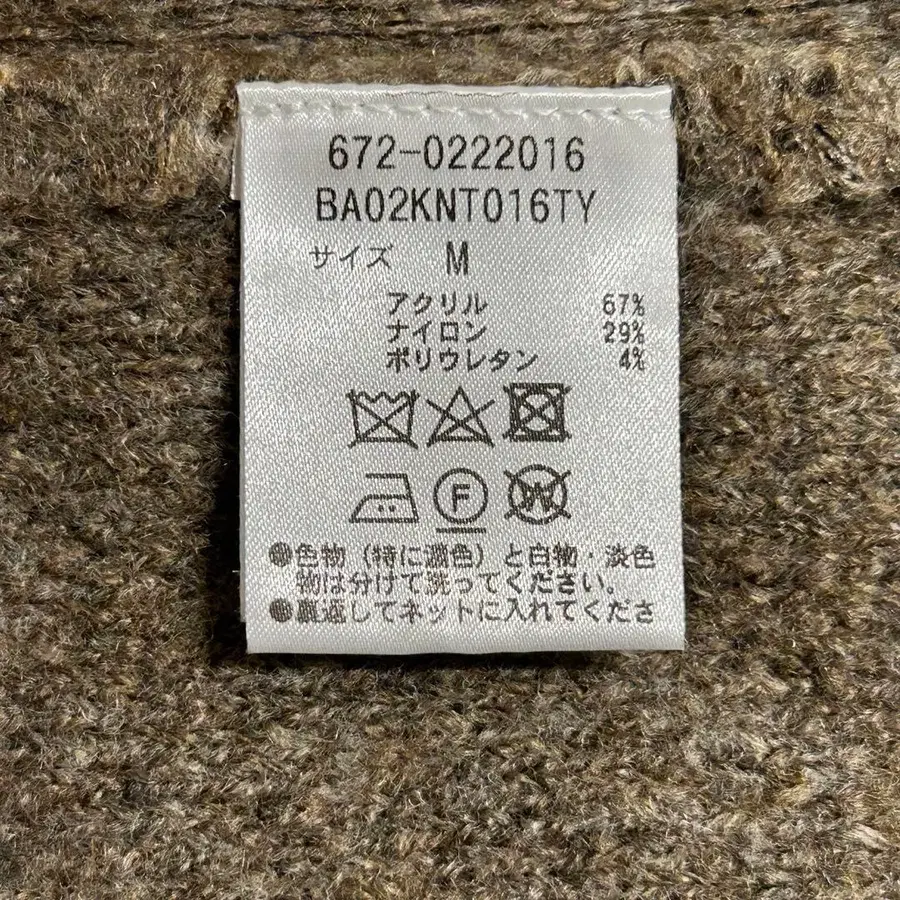 672-0222016
BA02KNT016TY
サイズ M
アクリル 67%
ナイロン 29%
ポリウレタン 4%
F
W
●色物（特に濃色）と白物・淡色
物は分けて洗ってください。
●裏返してネットに入れてくださ